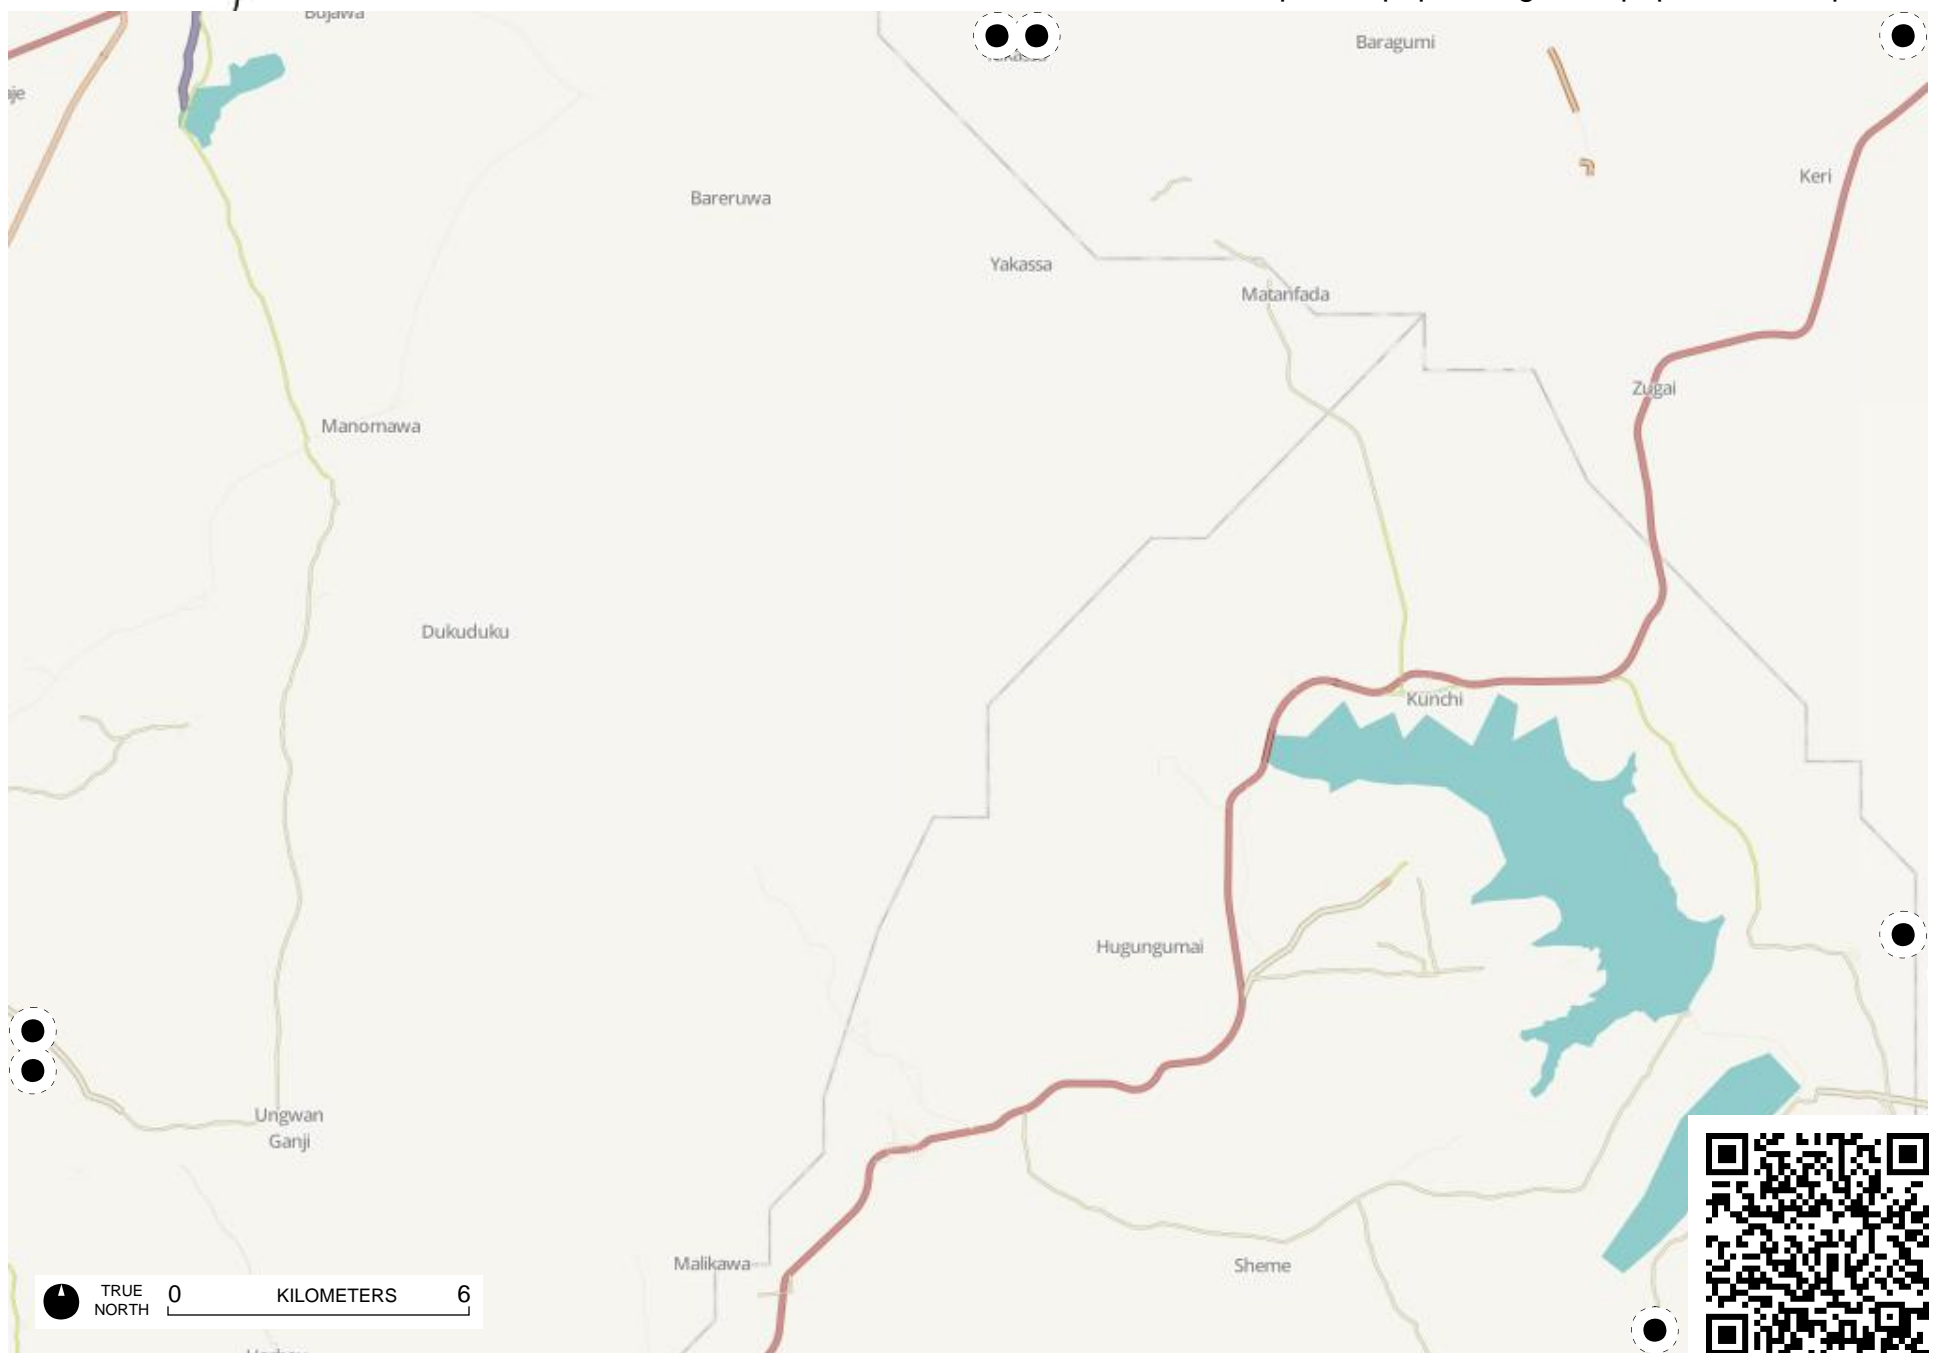 Bojawa
Baragumi
Keri
Bareruwa
Yakassa
Matanfada
Zugai
Manomawa
Dukuduku
Kunchi
Hugungumai
Ungwan
Ganji
Malikawa
Sheme
TRUE
NORTH
0 KILOMETERS 6